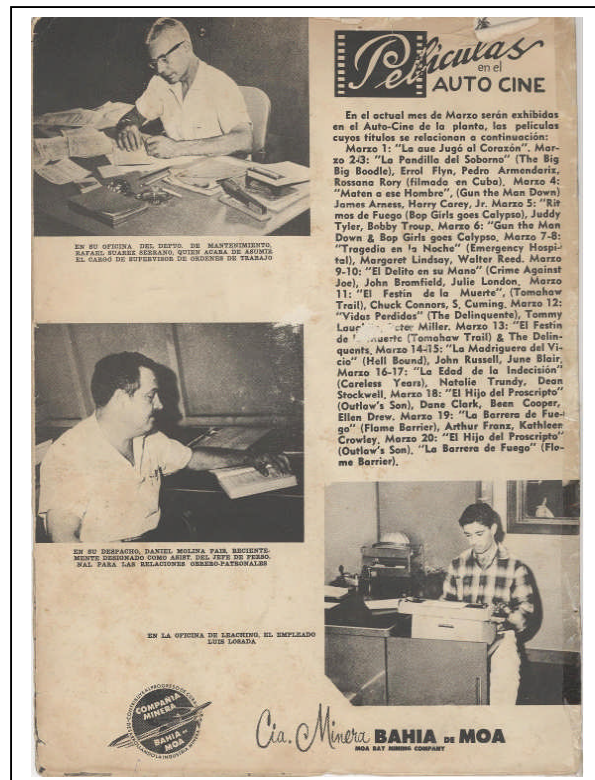 Películas
en el
AUTO CINE
En el actual mes de Marzo serán exhibidas
en el Auto-Cine de la planta, las películas
cuyos títulos se relacionan a continuación:
Marzo 1: "La que Jugó al Corazón". Mar-
zo 2-3: "La Pandilla del Soborno" (The Big
Big Boodle), Errol Flyn, Pedro Armendariz,
Rossana Rory (filmada en Cuba), Marzo 4:
"Maten a ese Hombre", (Gun the Man Down)
James Arness, Harry Carey, Jr. Marzo 5: "Rit
mos de Fuego (Bop Girls goes Calypso), Juddy
Tyler, Bobby Troup. Marzo 6: "Gun the Man
Down & Bop Girls goes Calypso. Marzo 7-8:
"Tragedia en la Noche" (Emergency Hospi-
tal), Margaret Lindsay, Walter Reed. Marzo
9-10: "El Delito en su Mano" (Crime Against
Joe), John Bromfield, Julie London. Marzo
11: "El Festín de la Muerte", (Tomahaw
Trail), Chuck Connors, S. Cuming. Marzo 12:
"Vidas Perdidas" (The Delinquente), Tommy
Miller. Marzo 13: "El Festin
de Muerte (Tomahaw Trail) & The Delin-
quents. Marzo 14-15: "La Madriguera del Vi-
cio" (Hell Bound), John Russell, June Blair.
Marzo 16-17: "La Edad de la Indecisión"
(Careless Years), Natalie Trundy, Dean
Stockwell. Marzo 18: "El Hijo del Proscripto"
(Outlaw's Son), Dane Clark, Been Cooper,
Ellen Drew. Marzo 19: "La Barrera de Fue-
go" (Flame Barrier), Arthur Franz, Kathleen
Crowley. Marzo 20: "El Hijo del Proscripto"
(Outlaw's Son), "La Barrera de Fuego" (Fla-
me Barrier).
EN SU OFICINA DEL DEPTO. DE MANTENIMIENTO,
RAFAEL SUAREZ SERRANO, QUIEN ACABA DE ASUMIR
EL CARGO DE SUPERVISOR DE ORDENES DE TRABAJO
EN SU DESPACHO, DANIEL MOLINA PAIR, RECIENTE-
MENTE DESIGNADO COMO ASIST. DEL JEFE DE PERSO-
NAL PARA LAS RELACIONES OBRERO-PATRONALES
EN LA OFICINA DE LEACHING, EL EMPLEADO
LUIS LOSADA
COMPAÑIA
MINERA
BAHIA DE
MOA
Cia. Minera BAHIA DE MOA
MOA BAY MINING COMPANY